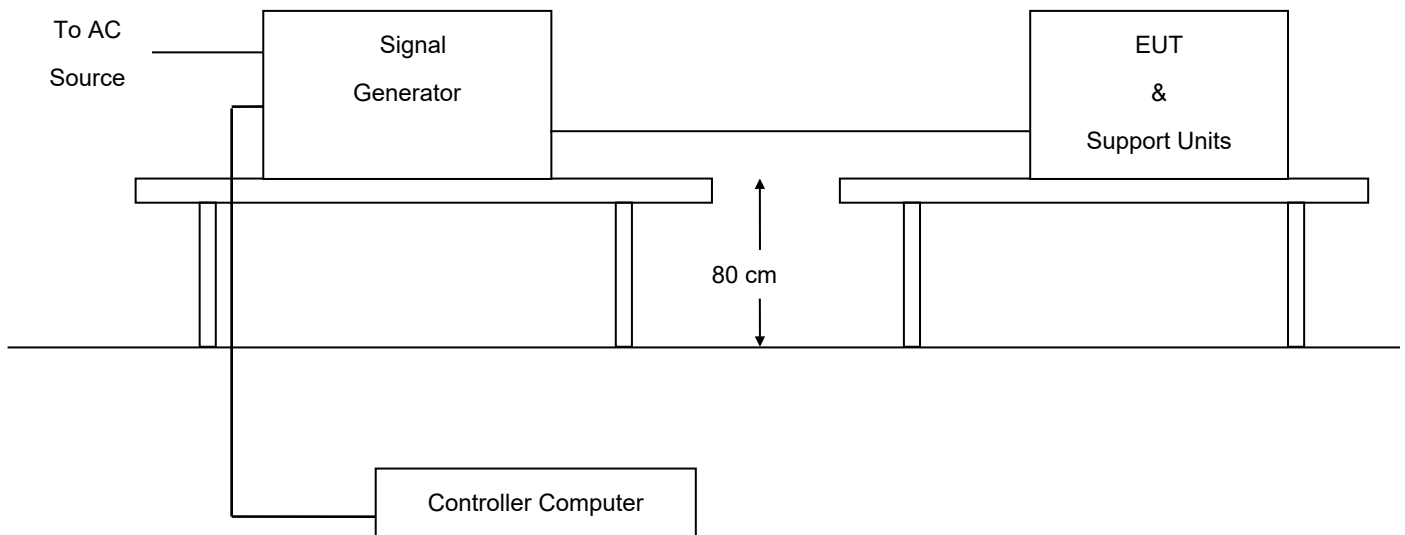 To AC
Source
Signal
Generator
EUT
&
Support Units
80 cm
Controller Computer